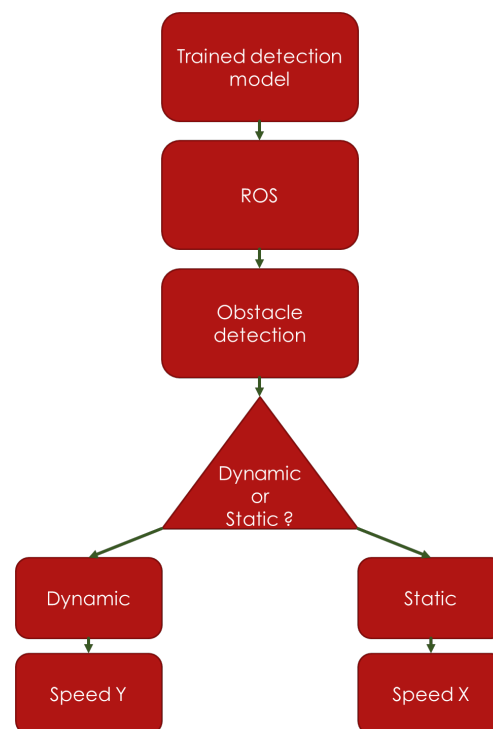 Trained detection
model
ROS
Obstacle
detection
Dynamic
or
Static ?
Dynamic
Static
Speed Y
Speed X